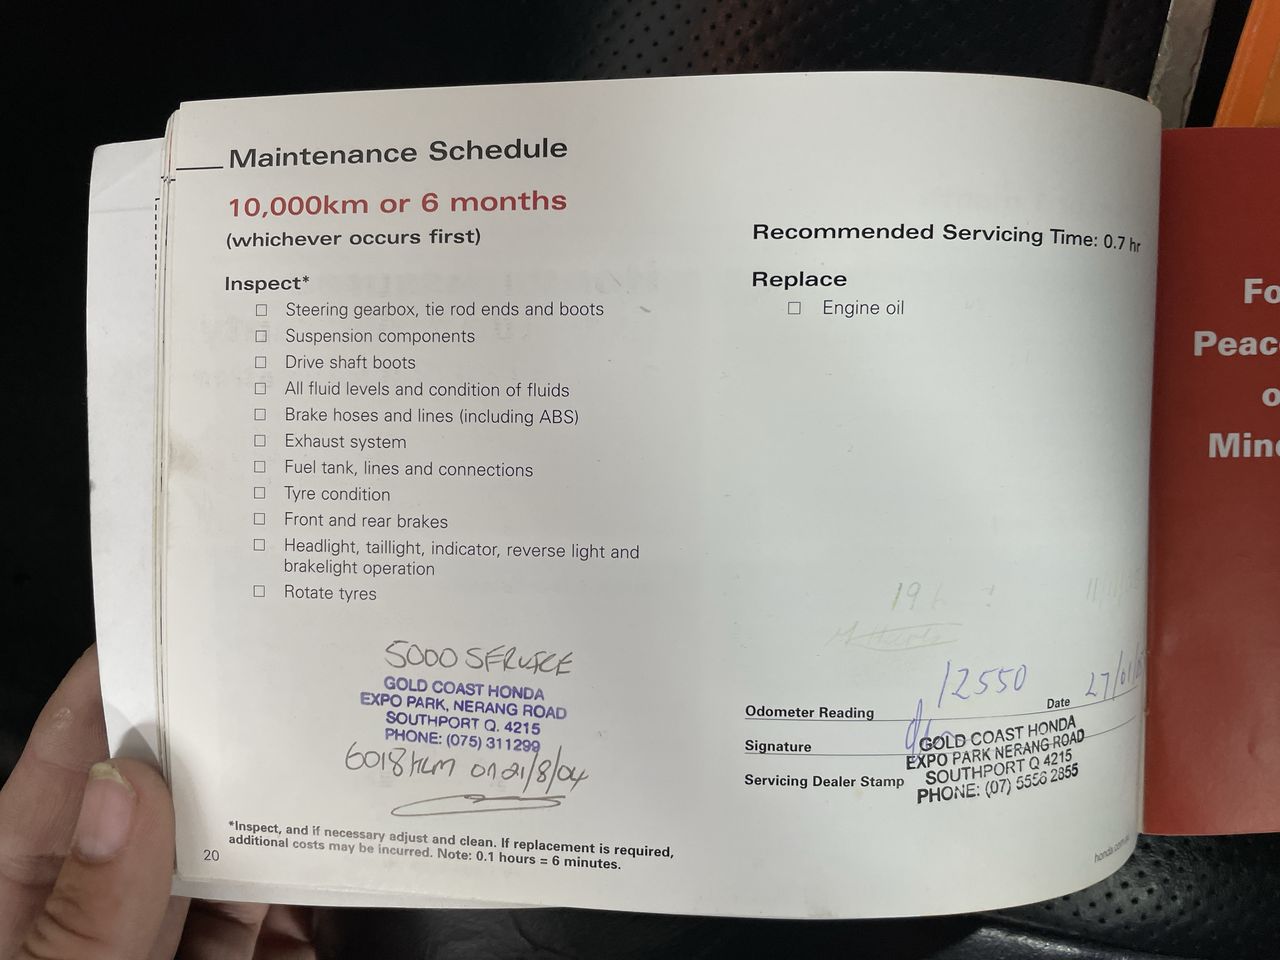 Maintenance Schedule
10,000km or 6 months
(whichever occurs first)
Inspect*
Steering gearbox, tie rod ends and boots
Suspension components
Drive shaft boots
All fluid levels and condition of fluids
Brake hoses and lines (including ABS)
Exhaust system
Fuel tank, lines and connections
Tyre condition
Front and rear brakes
Headlight, taillight, indicator, reverse light and
brakelight operation
Rotate tyres
5000 SERVICE
GOLD COAST HONDA
EXPO PARK, NERANG ROAD
SOUTHPORT Q. 4215
PHONE: (075) 311299
6018km on 21/8/04
*Inspect, and if necessary adjust and clean. If replacement is required,
additional costs may be incurred. Note: 0.1 hours = 6 minutes.
20
Recommended Servicing Time: 0.7 hr
Replace
Engine oil
Odometer Reading 12550 Date 27/01/
Signature
Servicing Dealer Stamp
GOLD COAST HONDA
EXPO PARK NERANG ROAD
SOUTHPORT Q 4215
PHONE: (07) 5556 2855
Fo
Peac
o
Min